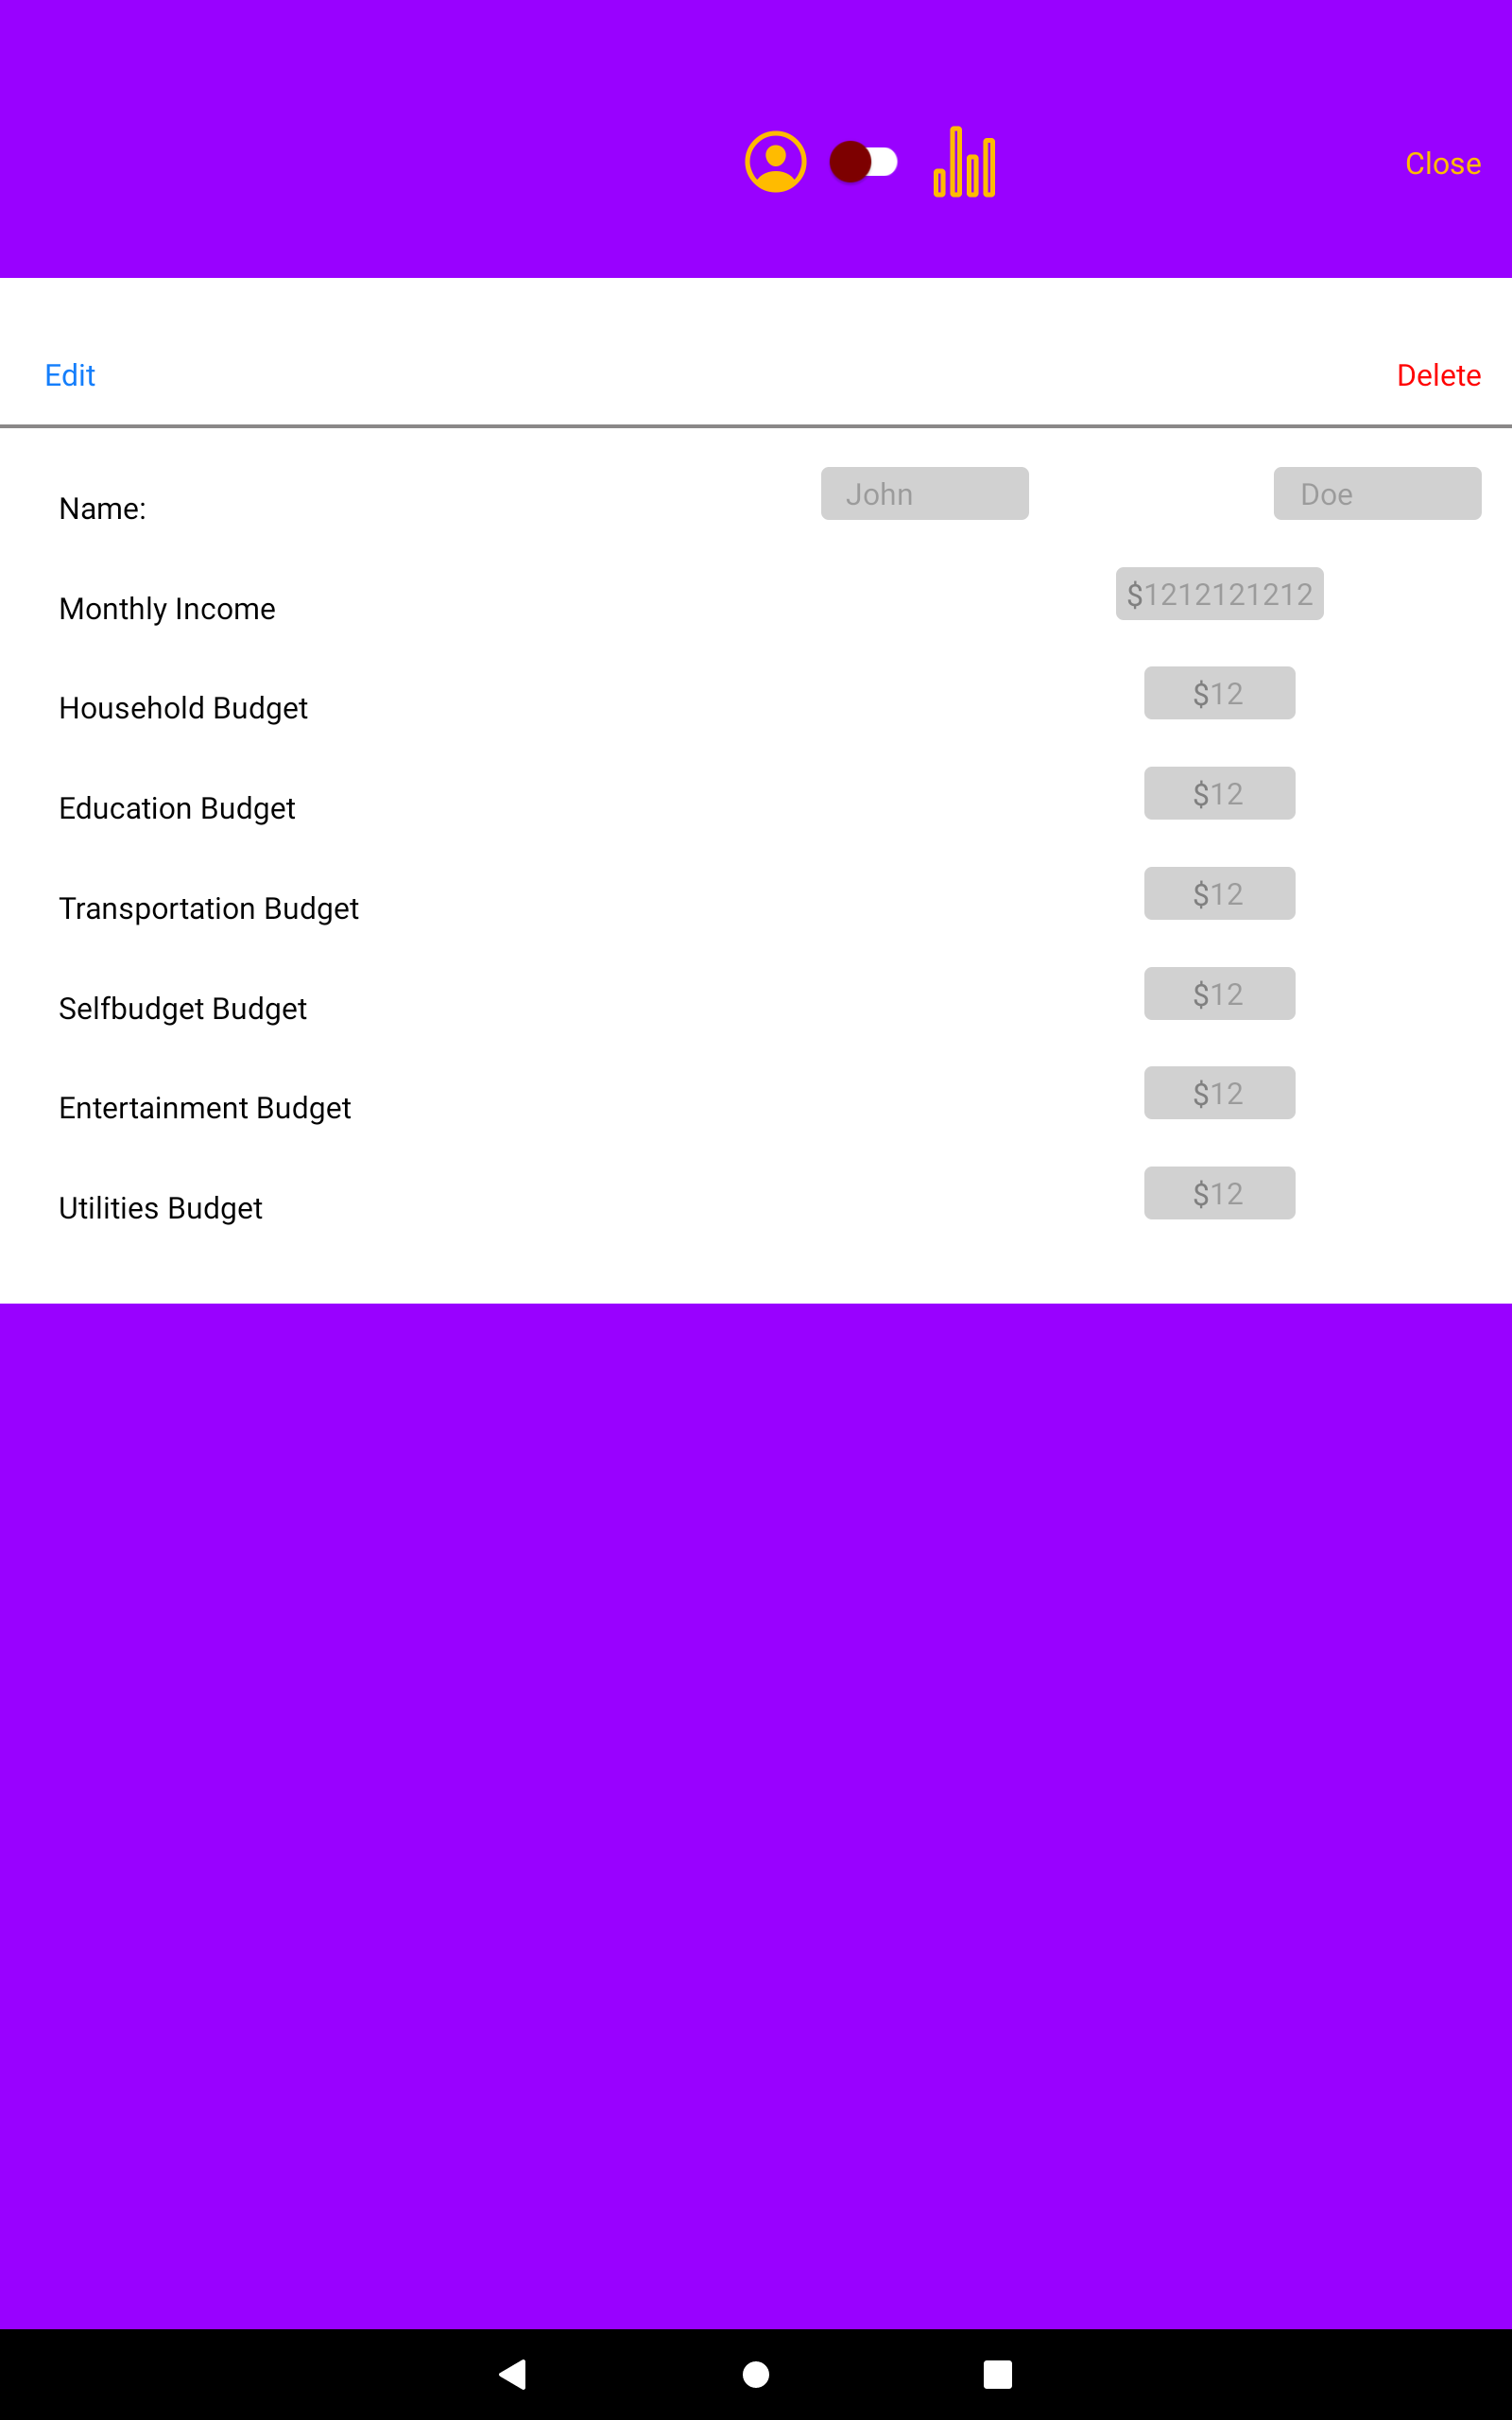 Close
Edit Delete
Name: John Doe
Monthly Income $1212121212
Household Budget $12
Education Budget $12
Transportation Budget $12
Selfbudget Budget $12
Entertainment Budget $12
Utilities Budget $12